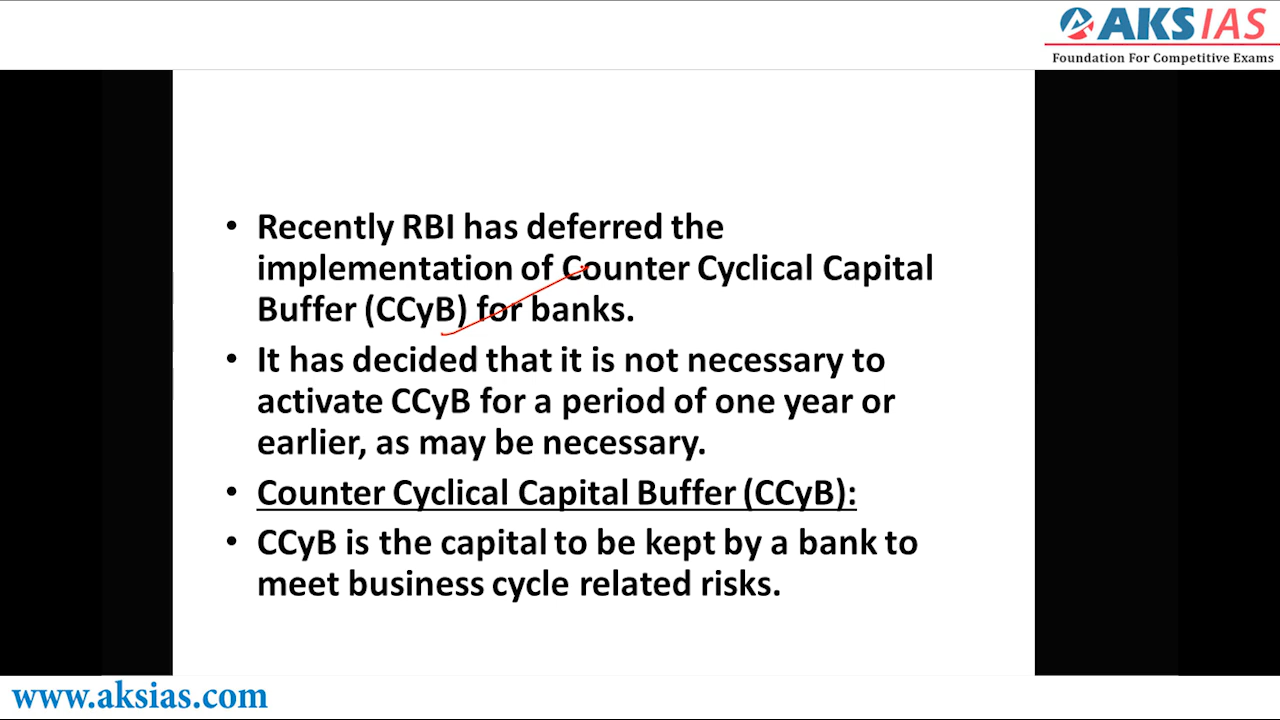 AKS IAS
Foundation For Competitive Exams
• Recently RBI has deferred the
implementation of Counter Cyclical Capital
Buffer (CCyB) for banks.
• It has decided that it is not necessary to
activate CCyB for a period of one year or
earlier, as may be necessary.
• Counter Cyclical Capital Buffer (CCyB):
• CCyB is the capital to be kept by a bank to
meet business cycle related risks.
www.aksias.com